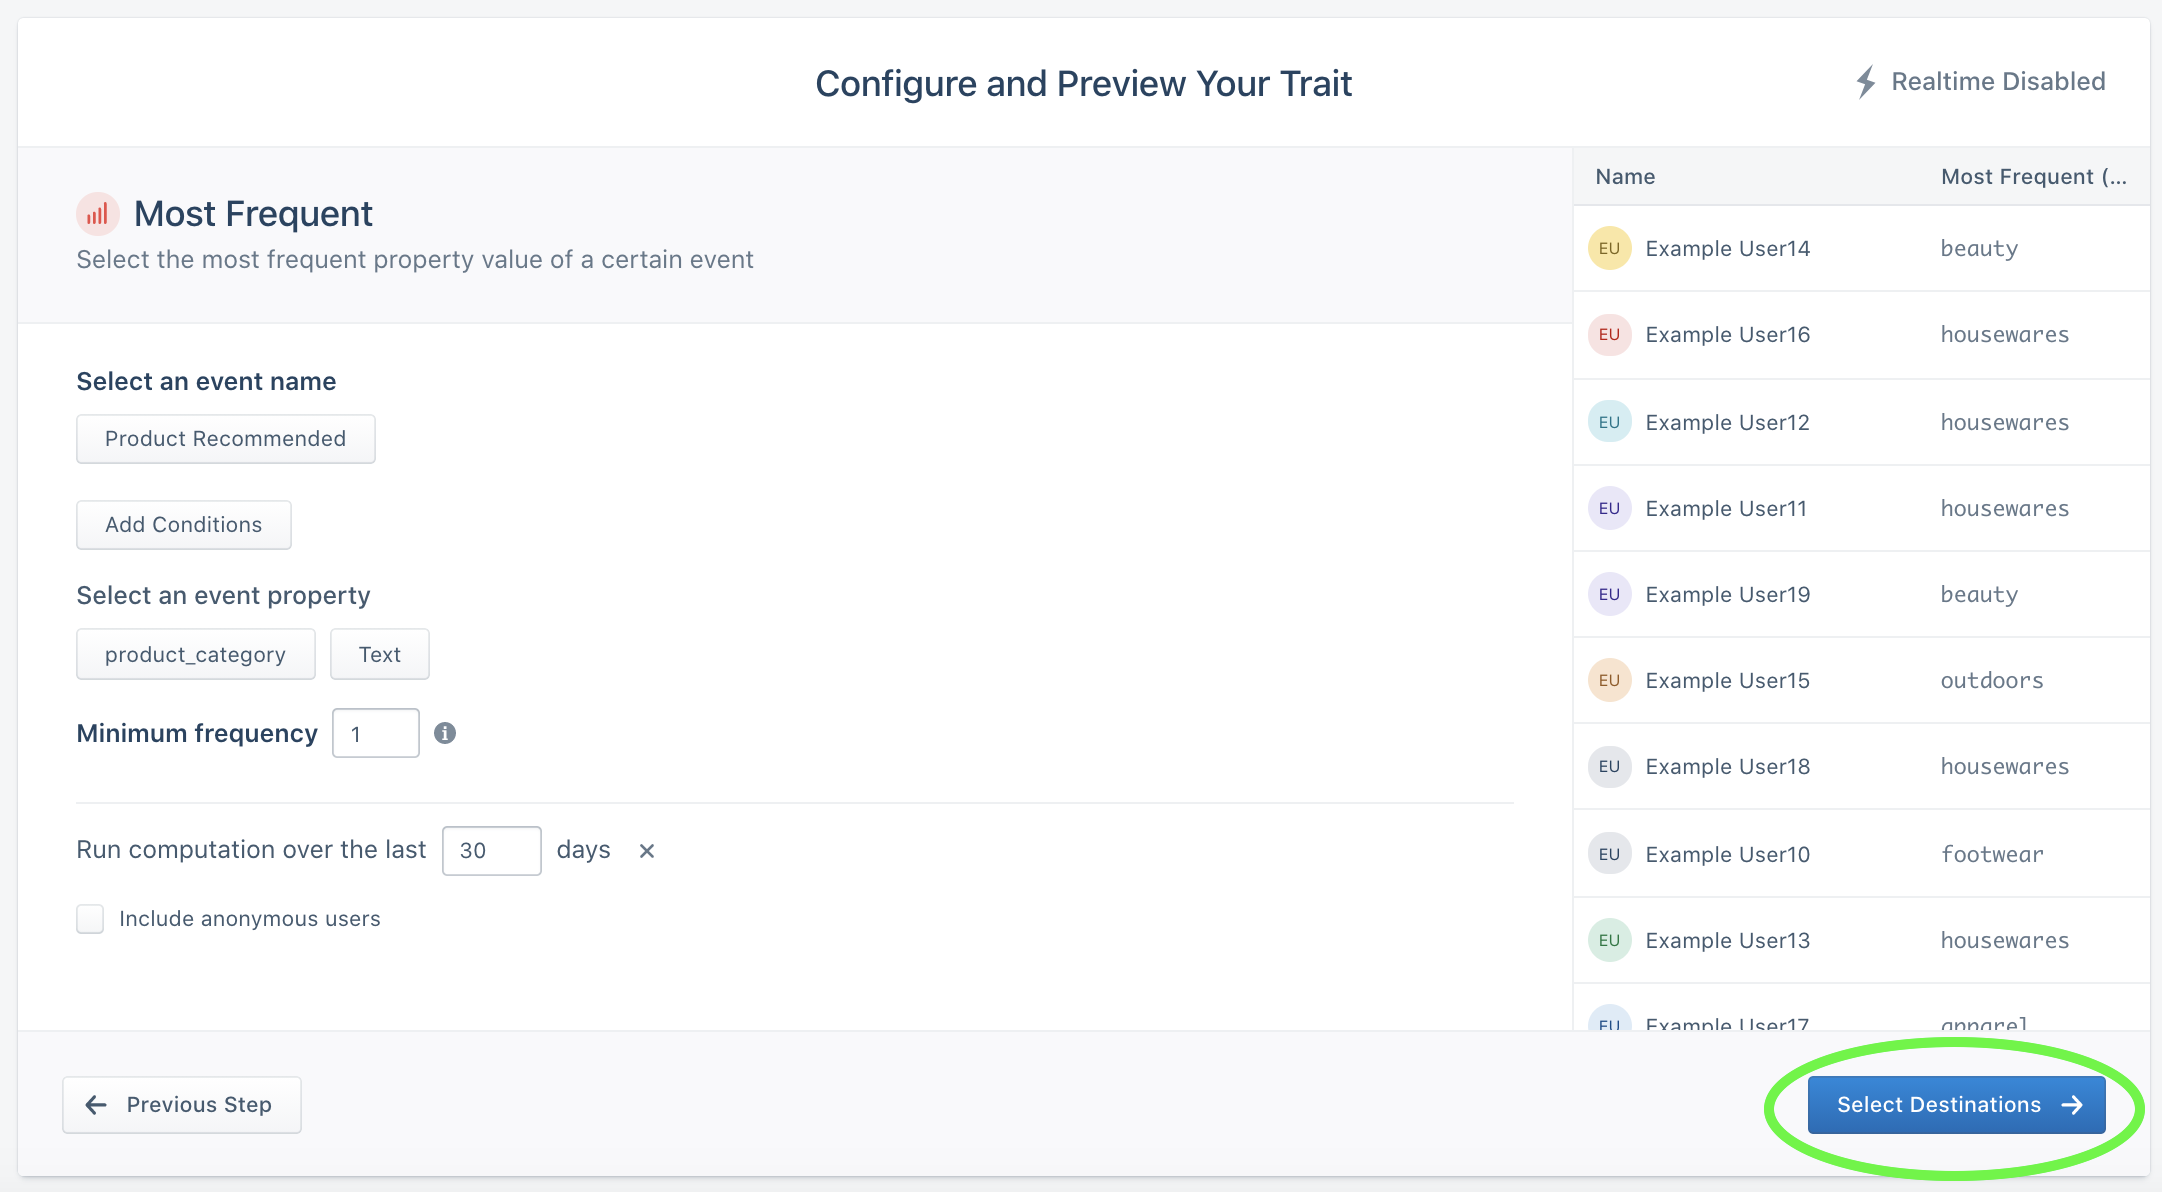 Configure and Preview Your Trait
Realtime Disabled
Most Frequent
Select the most frequent property value of a certain event
Select an event name
Product Recommended
Add Conditions
Select an event property
product_category Text
Minimum frequency 1
Run computation over the last 30 days ×
Include anonymous users
Name Most Frequent (...
EU Example User14 beauty
EU Example User16 housewares
EU Example User12 housewares
EU Example User11 housewares
EU Example User19 beauty
EU Example User15 outdoors
EU Example User18 housewares
EU Example User10 footwear
EU Example User13 housewares
EU Example User17 apparel
Previous Step
Select Destinations